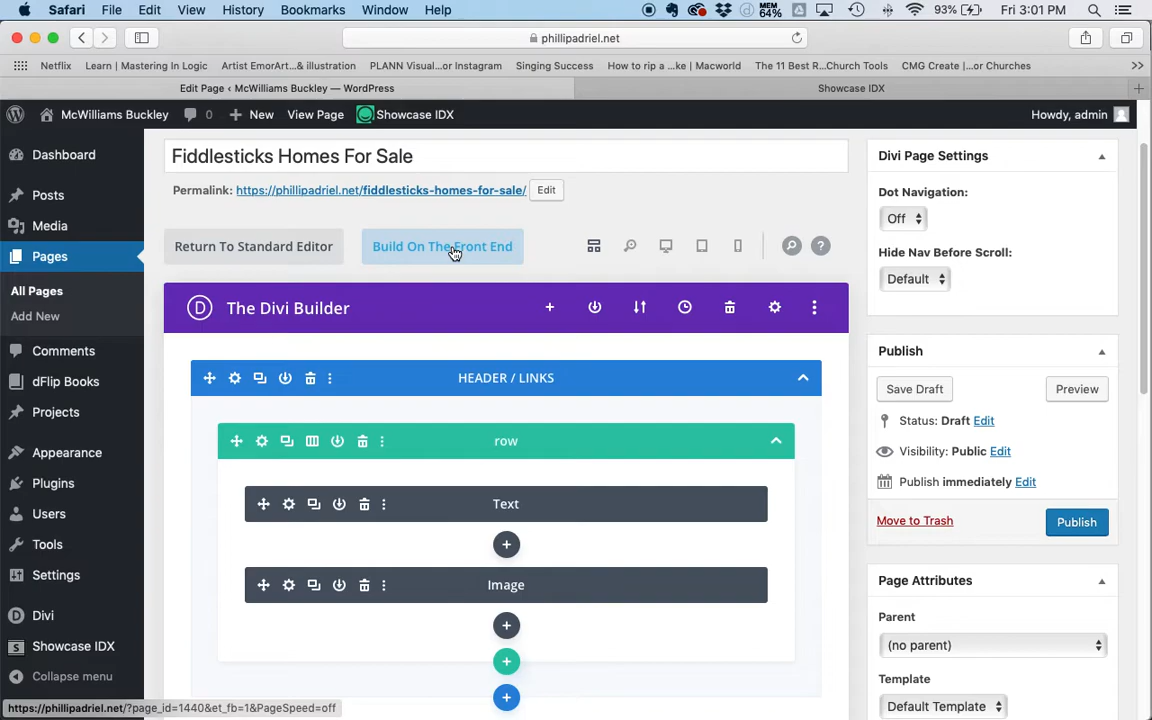 Safari File Edit View History Bookmarks Window Help MEM 64% 93% Fri 3:01 PM
phillipadriel.net
Netflix Learn | Mastering In Logic Artist EmorArt...& illustration PLANN Visual...or Instagram Singing Success How to rip a ...ke | Macworld The 11 Best R...Church Tools CMG Create |...or Churches
Edit Page ‹ McWilliams Buckley — WordPress Showcase IDX
McWilliams Buckley 0 New View Page Showcase IDX Howdy, admin
Dashboard
Posts
Media
Pages
All Pages
Add New
Comments
dFlip Books
Projects
Appearance
Plugins
Users
Tools
Settings
Divi
Showcase IDX
Collapse menu
Fiddlesticks Homes For Sale
Permalink: https://phillipadriel.net/fiddlesticks-homes-for-sale/ Edit
Return To Standard Editor Build On The Front End
The Divi Builder
HEADER / LINKS
row
Text
Image
Divi Page Settings
Dot Navigation:
Off
Hide Nav Before Scroll:
Default
Publish
Save Draft Preview
Status: Draft Edit
Visibility: Public Edit
Publish immediately Edit
Move to Trash Publish
Page Attributes
Parent
(no parent)
Template
Default Template
https://phillipadriel.net/?page_id=1440&et_fb=1&PageSpeed=off